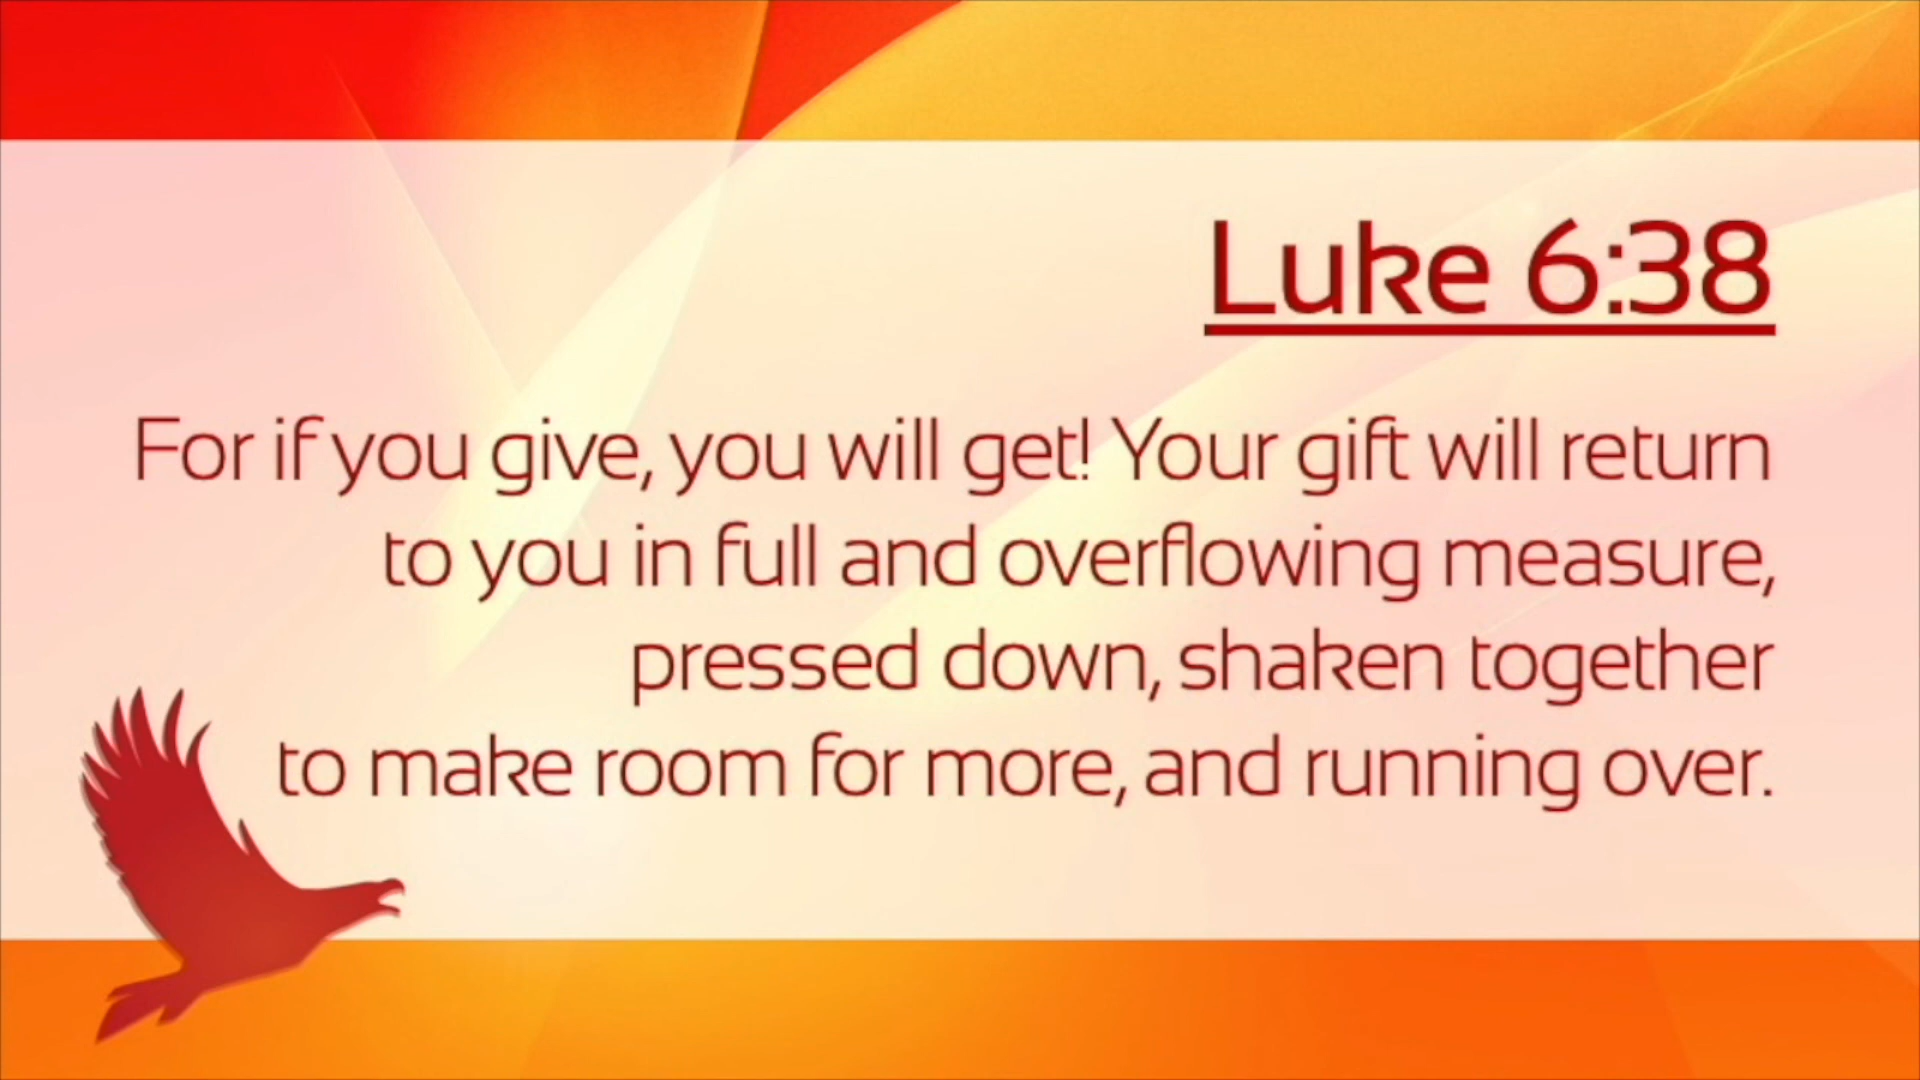 Luke 6:38
For if you give, you will get! Your gift will return
to you in full and overflowing measure,
pressed down, shaken together
to make room for more, and running over.